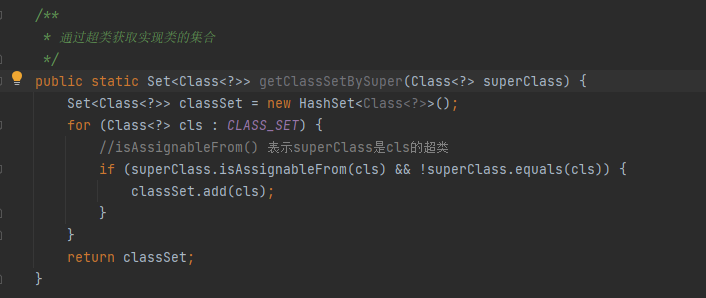 /**
 * 通过超类获取实现类的集合
 */
public static Set<Class<?>> getClassSetBySuper(Class<?> superClass) {
    Set<Class<?>> classSet = new HashSet<Class<?>>();
    for (Class<?> cls : CLASS_SET) {
        //isAssignableFrom() 表示superClass是cls的超类
        if (superClass.isAssignableFrom(cls) && !superClass.equals(cls)) {
            classSet.add(cls);
        }
    }
    return classSet;
}